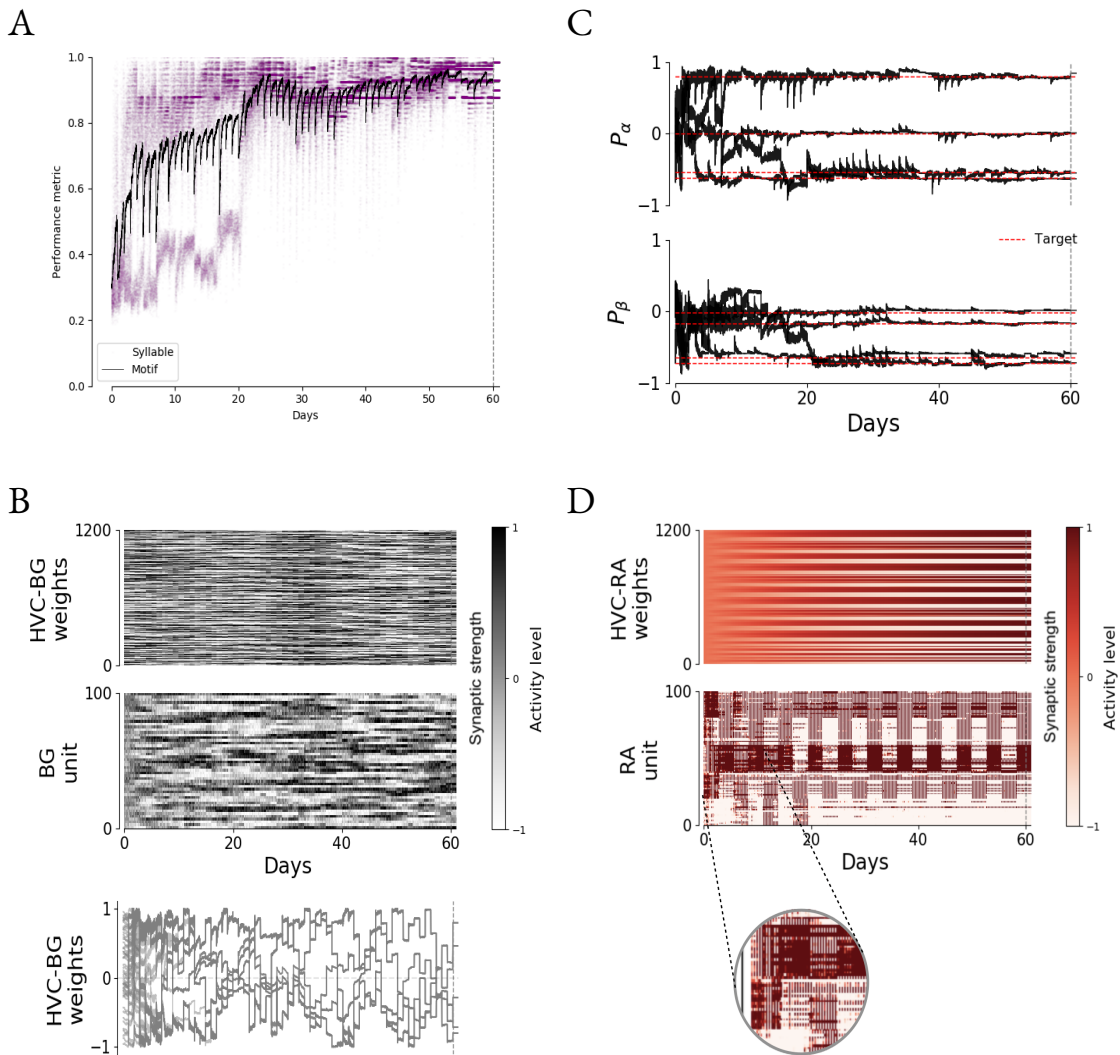 A
1.0
0.8
0.6
0.4
0.2
0.0
Performance metric
Syllable
Motif
0 10 20 30 40 50 60
Days
C
1
0
−1
Pα
1
0
−1
Pβ
Target
0 20 40 60
Days
B
1200
0
HVC-BG
weights
100
0
BG
unit
0 20 40 60
Days
1
0
−1
Synaptic strength
Activity level
1
0
−1
HVC-BG
weights
D
1200
0
HVC-RA
weights
100
0
RA
unit
0 20 40 60
Days
1
0
−1
Synaptic strength
Activity level